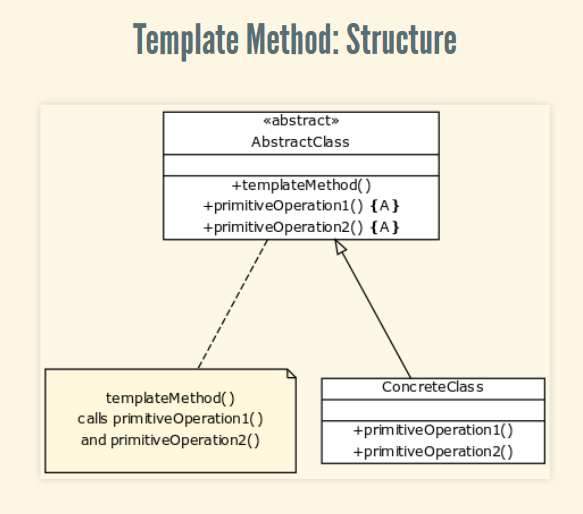 Template Method: Structure
«abstract»
AbstractClass
+templateMethod()
+primitiveOperation1() {A}
+primitiveOperation2() {A}
templateMethod()
calls primitiveOperation1()
and primitiveOperation2()
ConcreteClass
+primitiveOperation1()
+primitiveOperation2()